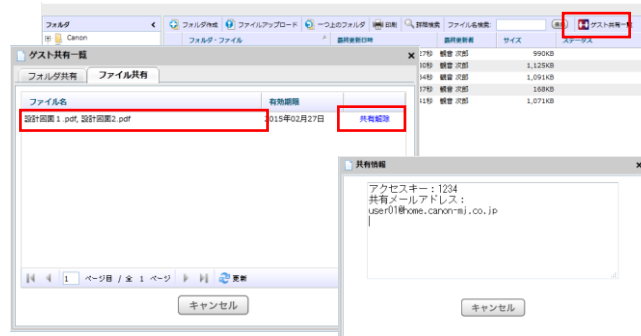 フォルダ
フォルダ作成 ファイルアップロード 一つ上のフォルダ 印刷 詳細検索 ファイル名検索: ゲスト共有一覧
Canon
フォルダ・ファイル 最終更新日時 最終更新者 サイズ ステータス
ゲスト共有一覧
27秒 観音 次郎 990KB
フォルダ共有 ファイル共有
観音 次郎 1,125KB
観音 次郎 1,091KB
ファイル名 有効期限
観音 次郎 168KB
設計図面1.pdf, 設計図面2.pdf 2015年02月27日 共有解除
観音 次郎 1,071KB
共有情報
アクセスキー：1234
共有メールアドレス：
user01@home.canon-mj.co.jp
1 ページ目 / 全 1 ページ 更新
キャンセル
キャンセル